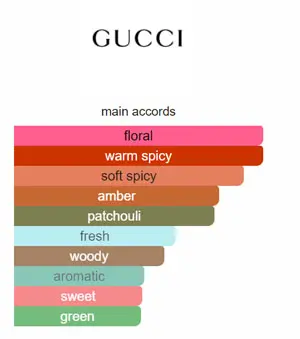 GUCCI
main accords
floral
warm spicy
soft spicy
amber
patchouli
fresh
woody
aromatic
sweet
green